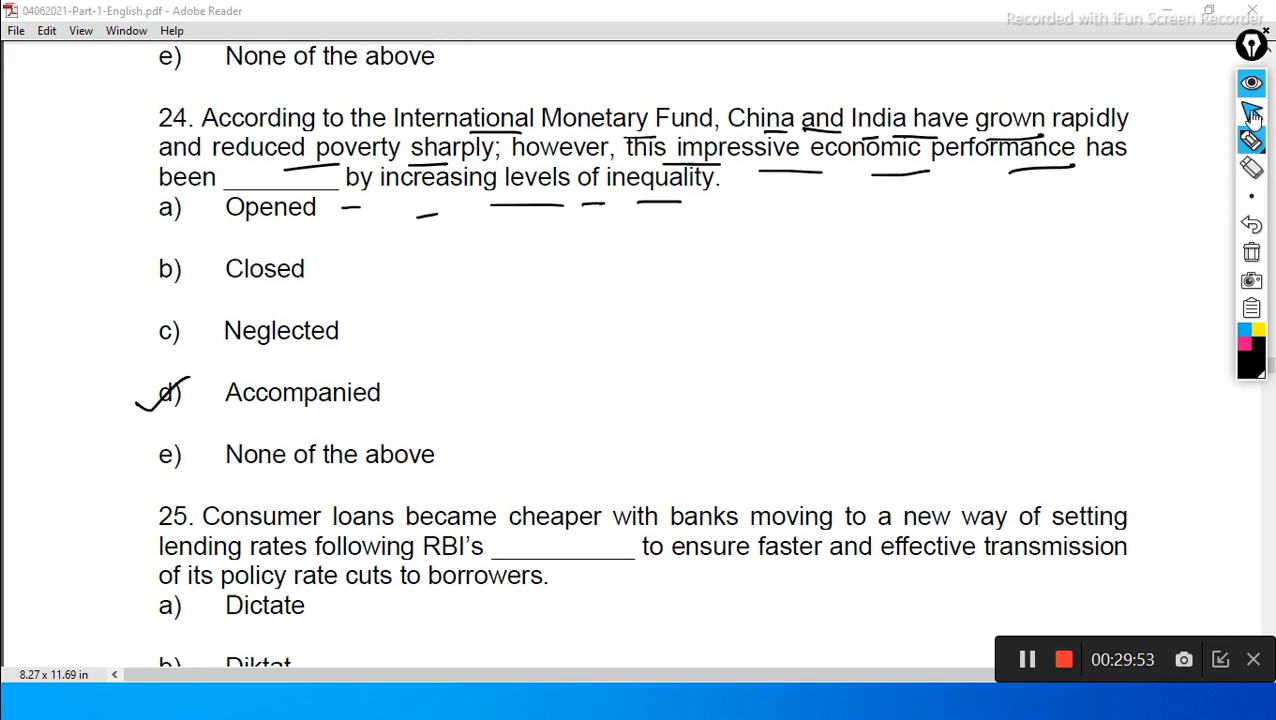 04062021-Part-1-English.pdf - Adobe Reader
Recorded with iFun Screen Recorder
File Edit View Window Help
e) None of the above
24. According to the International Monetary Fund, China and India have grown rapidly
and reduced poverty sharply; however, this impressive economic performance has
been ________ by increasing levels of inequality.
a) Opened
b) Closed
c) Neglected
d) Accompanied
e) None of the above
25. Consumer loans became cheaper with banks moving to a new way of setting
lending rates following RBI's __________ to ensure faster and effective transmission
of its policy rate cuts to borrowers.
a) Dictate
b) Diktat
8.27 x 11.69 in
00:29:53